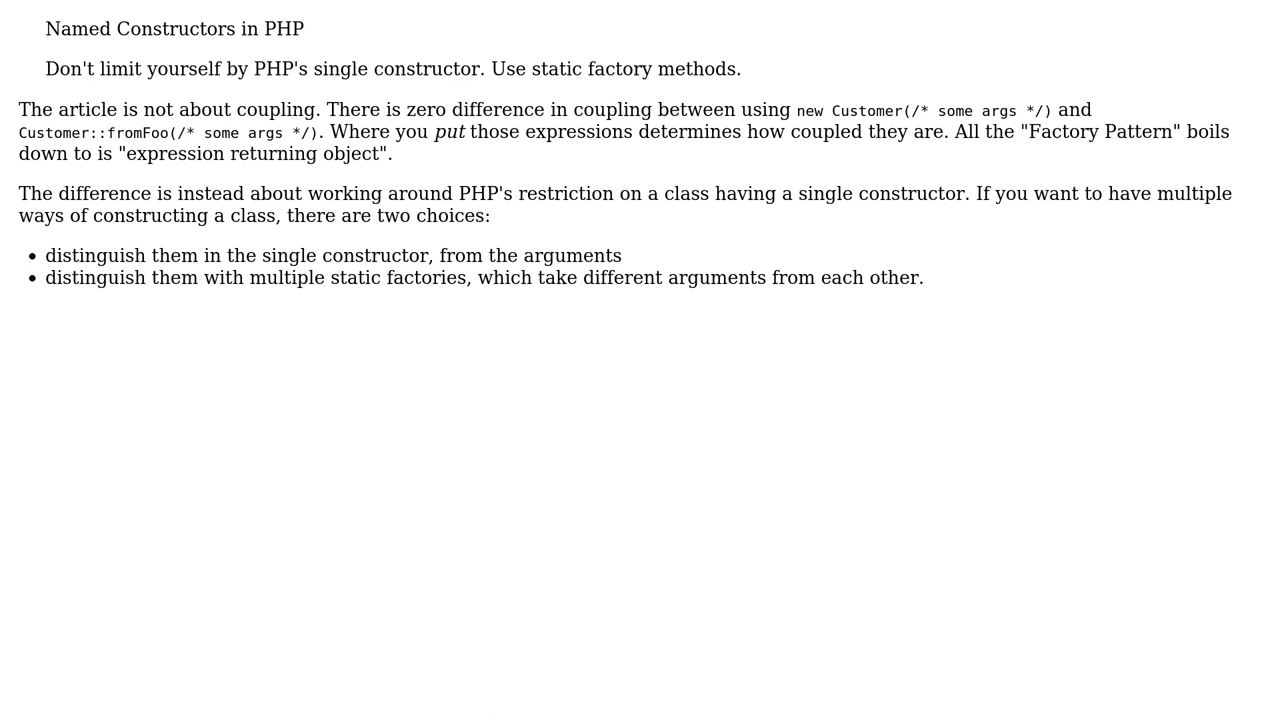 Named Constructors in PHP
Don't limit yourself by PHP's single constructor. Use static factory methods.
The article is not about coupling. There is zero difference in coupling between using new Customer(/* some args */) and
Customer::fromFoo(/* some args */). Where you put those expressions determines how coupled they are. All the "Factory Pattern" boils
down to is "expression returning object".
The difference is instead about working around PHP's restriction on a class having a single constructor. If you want to have multiple
ways of constructing a class, there are two choices:
• distinguish them in the single constructor, from the arguments
• distinguish them with multiple static factories, which take different arguments from each other.